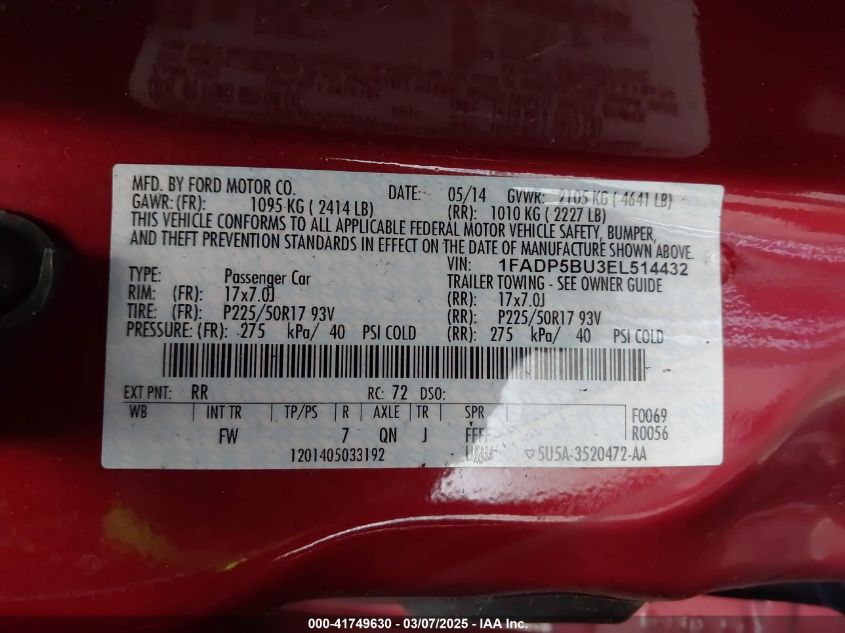 MFD. BY FORD MOTOR CO. DATE: 05/14 GVWR: 2105 KG ( 4641 LB)
GAWR: (FR): 1095 KG ( 2414 LB) (RR): 1010 KG ( 2227 LB)
THIS VEHICLE CONFORMS TO ALL APPLICABLE FEDERAL MOTOR VEHICLE SAFETY, BUMPER,
AND THEFT PREVENTION STANDARDS IN EFFECT ON THE DATE OF MANUFACTURE SHOWN ABOVE.
VIN: 1FADP5BU3EL514432
TYPE: Passenger Car TRAILER TOWING - SEE OWNER GUIDE
RIM: (FR): 17x7.0J (RR): 17x7.0J
TIRE: (FR): P225/50R17 93V (RR): P225/50R17 93V
PRESSURE: (FR): 275 kPa/ 40 PSI COLD (RR): 275 kPa/ 40 PSI COLD
EXT PNT: RR RC: 72 DSO:
WB INT TR TP/PS R AXLE TR SPR F0069
FW 7 QN J FFFF R0056
1201405033192 5U5A-3520472-AA
000-41749630 - 03/07/2025 - IAA, Inc.